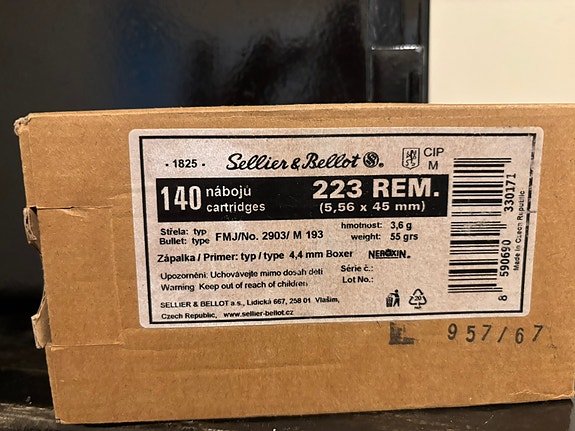 · 1825 · Sellier & Bellot SB®. CIP
M
140 nábojů
cartridges
223 REM.
(5,56 x 45 mm)
Střela: typ
Bullet: type
FMJ/No. 2903/ M 193
hmotnost: 3,6 g
weight: 55 grs
Zápalka / Primer: typ / type 4,4 mm Boxer NEROXIN®
Upozornění: Uchovávejte mimo dosah dětí
Warning Keep out of reach of children
Série č.:
Lot No.:
SELLIER & BELLOT a.s., Lidická 667, 258 01 Vlašim,
Czech Republic, www.sellier-bellot.cz
20
PAP
8 590690 330171
Made in Czech Republic
957/67